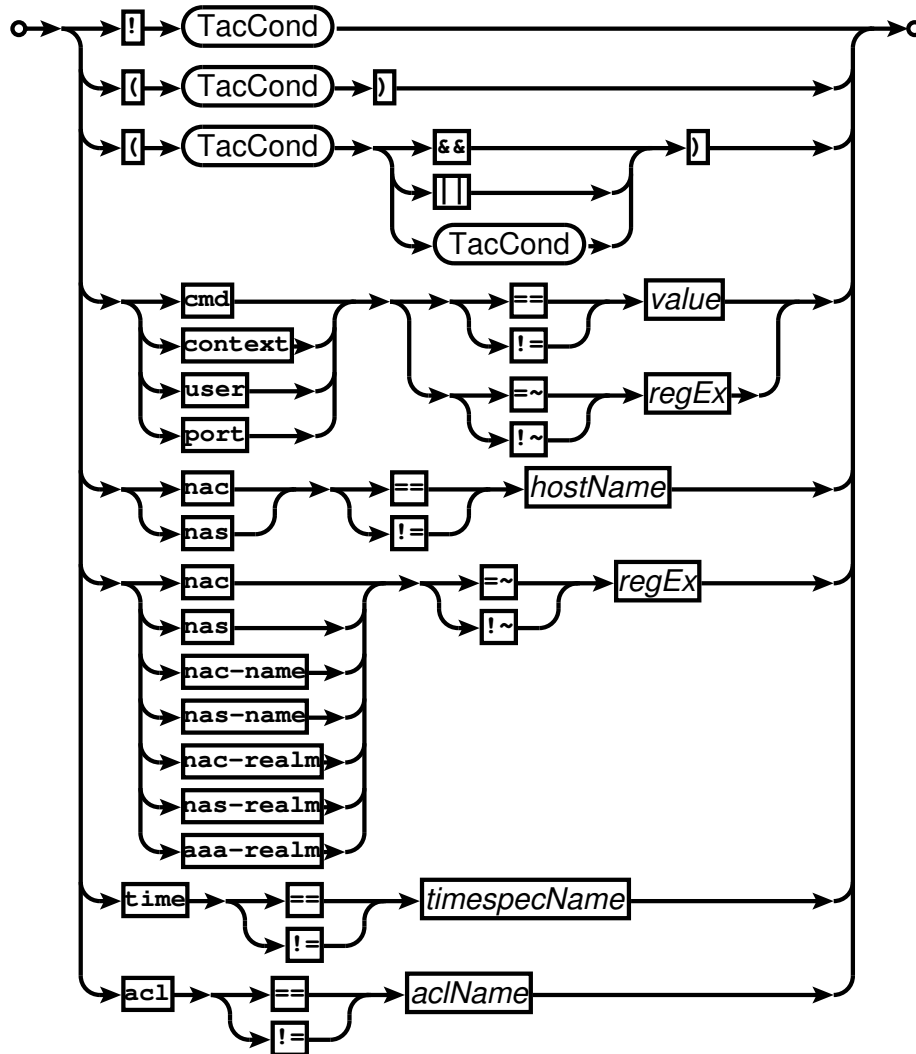 ! TacCond
( TacCond )
( TacCond && )
||
TacCond
cmd == value
context !=
user =~ regEx
port !~
nac == hostName
nas !=
nac =~ regEx
nas !~
nac-name
nas-name
nac-realm
nas-realm
aaa-realm
time == timespecName
!=
acl == aclName
!=